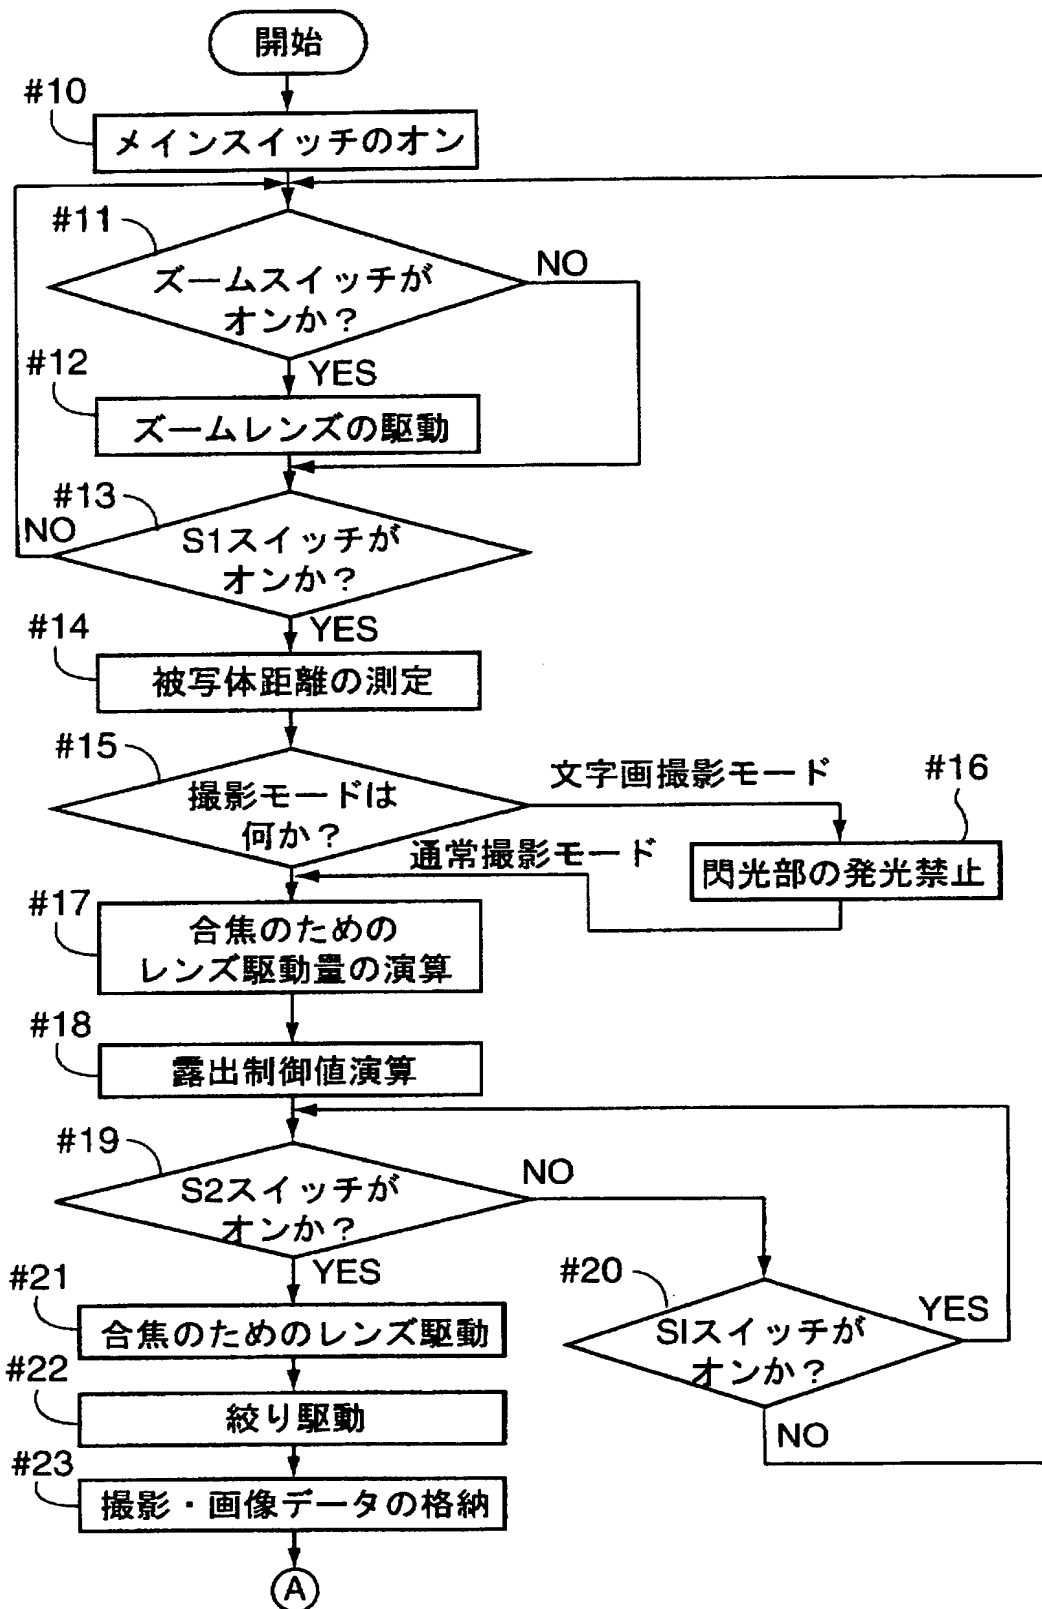 開始
#10
メインスイッチのオン
#11
ズームスイッチが
オンか？
NO
YES
#12
ズームレンズの駆動
#13
NO
S1スイッチが
オンか？
YES
#14
被写体距離の測定
#15
撮影モードは
何か？
文字画撮影モード
#16
閃光部の発光禁止
通常撮影モード
#17
合焦のための
レンズ駆動量の演算
#18
露出制御値演算
#19
S2スイッチが
オンか？
NO
YES
#20
SIスイッチが
オンか？
YES
NO
#21
合焦のためのレンズ駆動
#22
絞り駆動
#23
撮影・画像データの格納
A